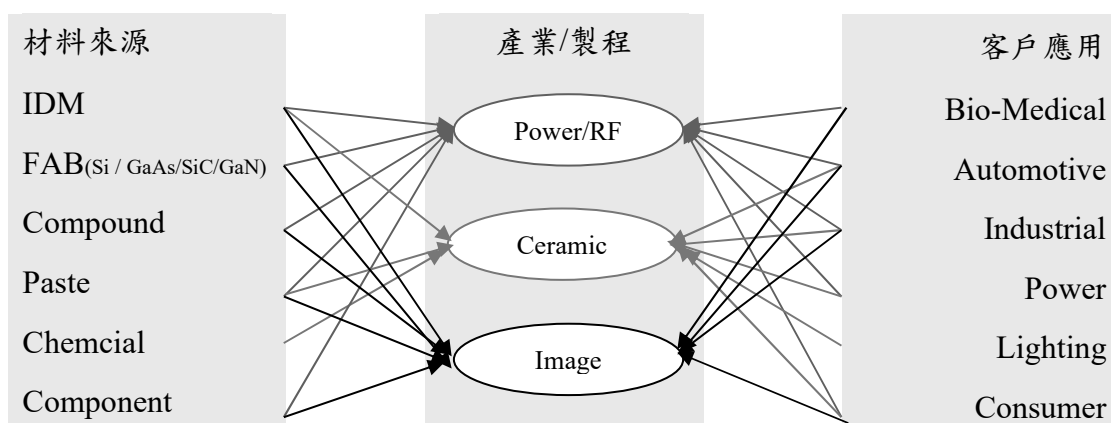 材料來源
IDM
FAB(Si / GaAs/SiC/GaN)
Compound
Paste
Chemcial
Component
產業/製程
Power/RF
Ceramic
Image
客戶應用
Bio-Medical
Automotive
Industrial
Power
Lighting
Consumer